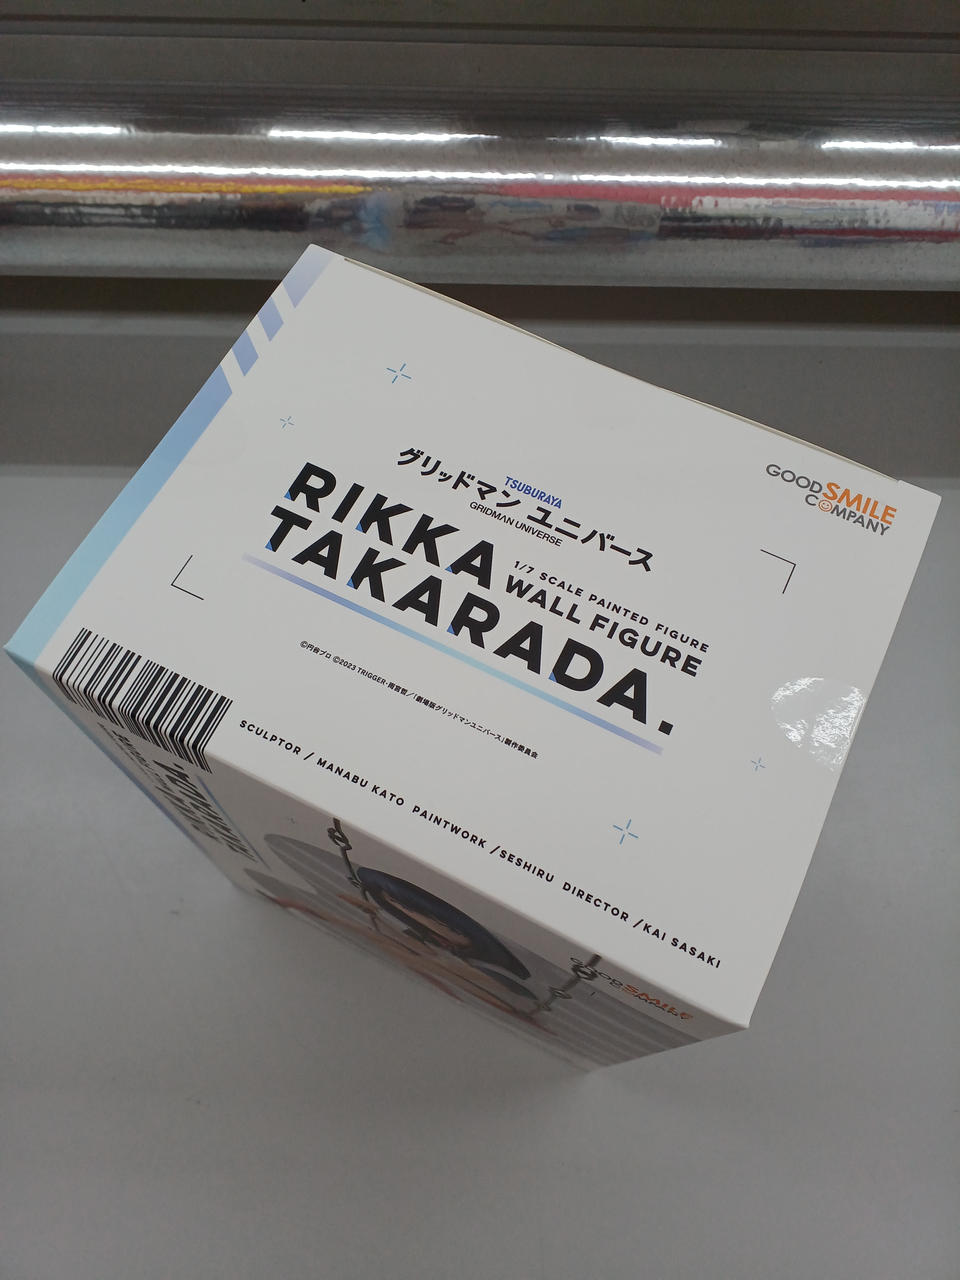 グリッドマン ユニバース
TSUBURAYA
GRIDMAN UNIVERSE
RIKKA
1/7 SCALE PAINTED FIGURE
WALL FIGURE
TAKARADA.
GOOD SMILE
COMPANY
©円谷プロ ©2023 TRIGGER・雨宮哲/「劇場版グリッドマンユニバース」製作委員会
SCULPTOR / MANABU KATO PAINTWORK / SESHIRU DIRECTOR / KAI SASAKI
TAKARADA.
GOOD SMILE
COMPANY